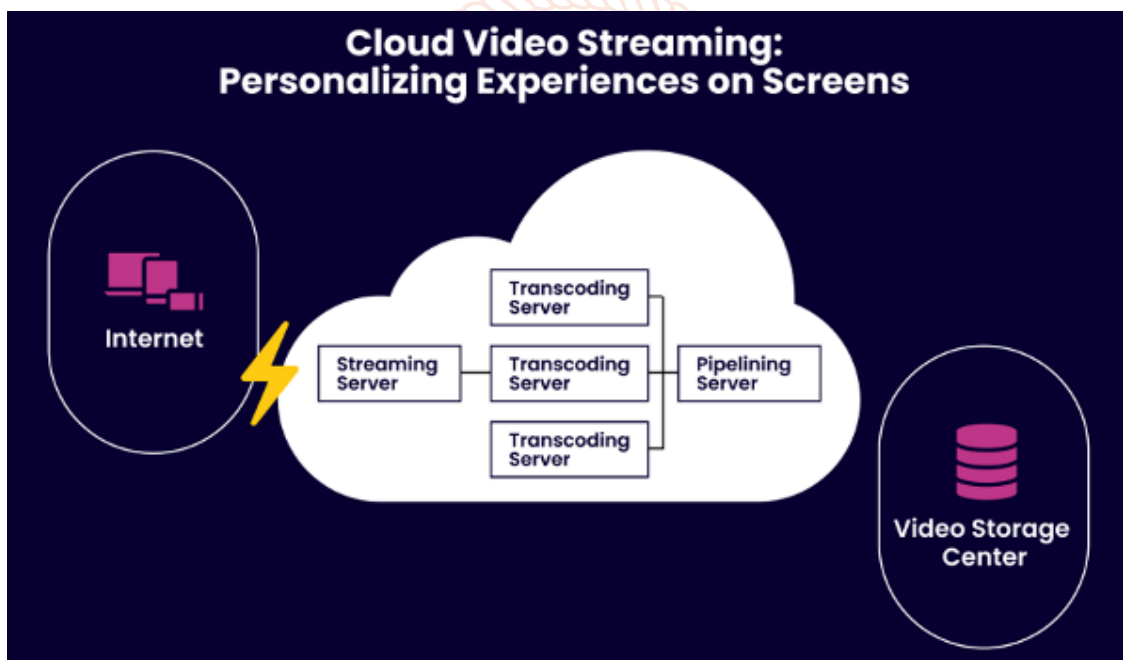 Cloud Video Streaming:
Personalizing Experiences on Screens
Internet
Streaming
Server
Transcoding
Server
Transcoding
Server
Transcoding
Server
Pipelining
Server
Video Storage
Center